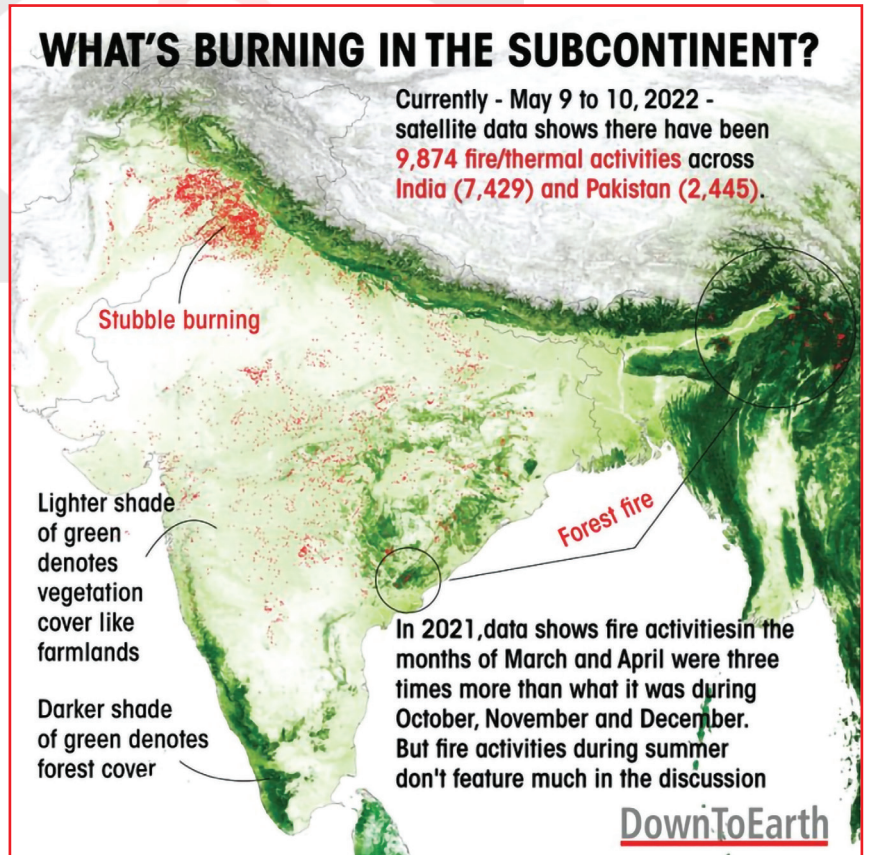 WHAT'S BURNING IN THE SUBCONTINENT?
Currently - May 9 to 10, 2022 -
satellite data shows there have been
9,874 fire/thermal activities across
India (7,429) and Pakistan (2,445).
Stubble burning
Lighter shade
of green
denotes
vegetation
cover like
farmlands
Forest fire
Darker shade
of green denotes
forest cover
In 2021,data shows fire activitiesin the
months of March and April were three
times more than what it was during
October, November and December.
But fire activities during summer
don't feature much in the discussion
DownToEarth